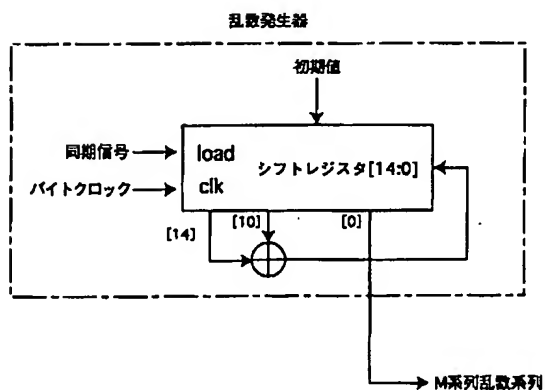 乱数発生器
初期値
同期信号
load
シフトレジスタ[14:0]
バイトクロック
clk
[14]
[10]
[0]
M系列乱数系列